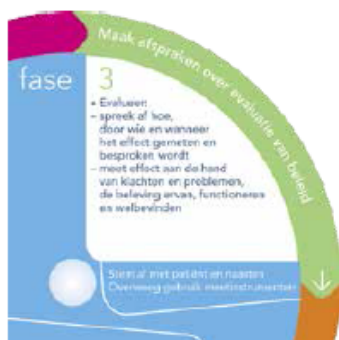 Maak afspraken over evaluatie van beleid
fase 3
• Evalueer:
– spreek af hoe,
door wie en wanneer
het effect gemeten en
besproken wordt
– meet effect aan de hand
van klachten en problemen,
de beleving ervan, functioneren
en welbevinden
Stem af met patiënt en naasten
Overweeg gebruik meetinstrumenten